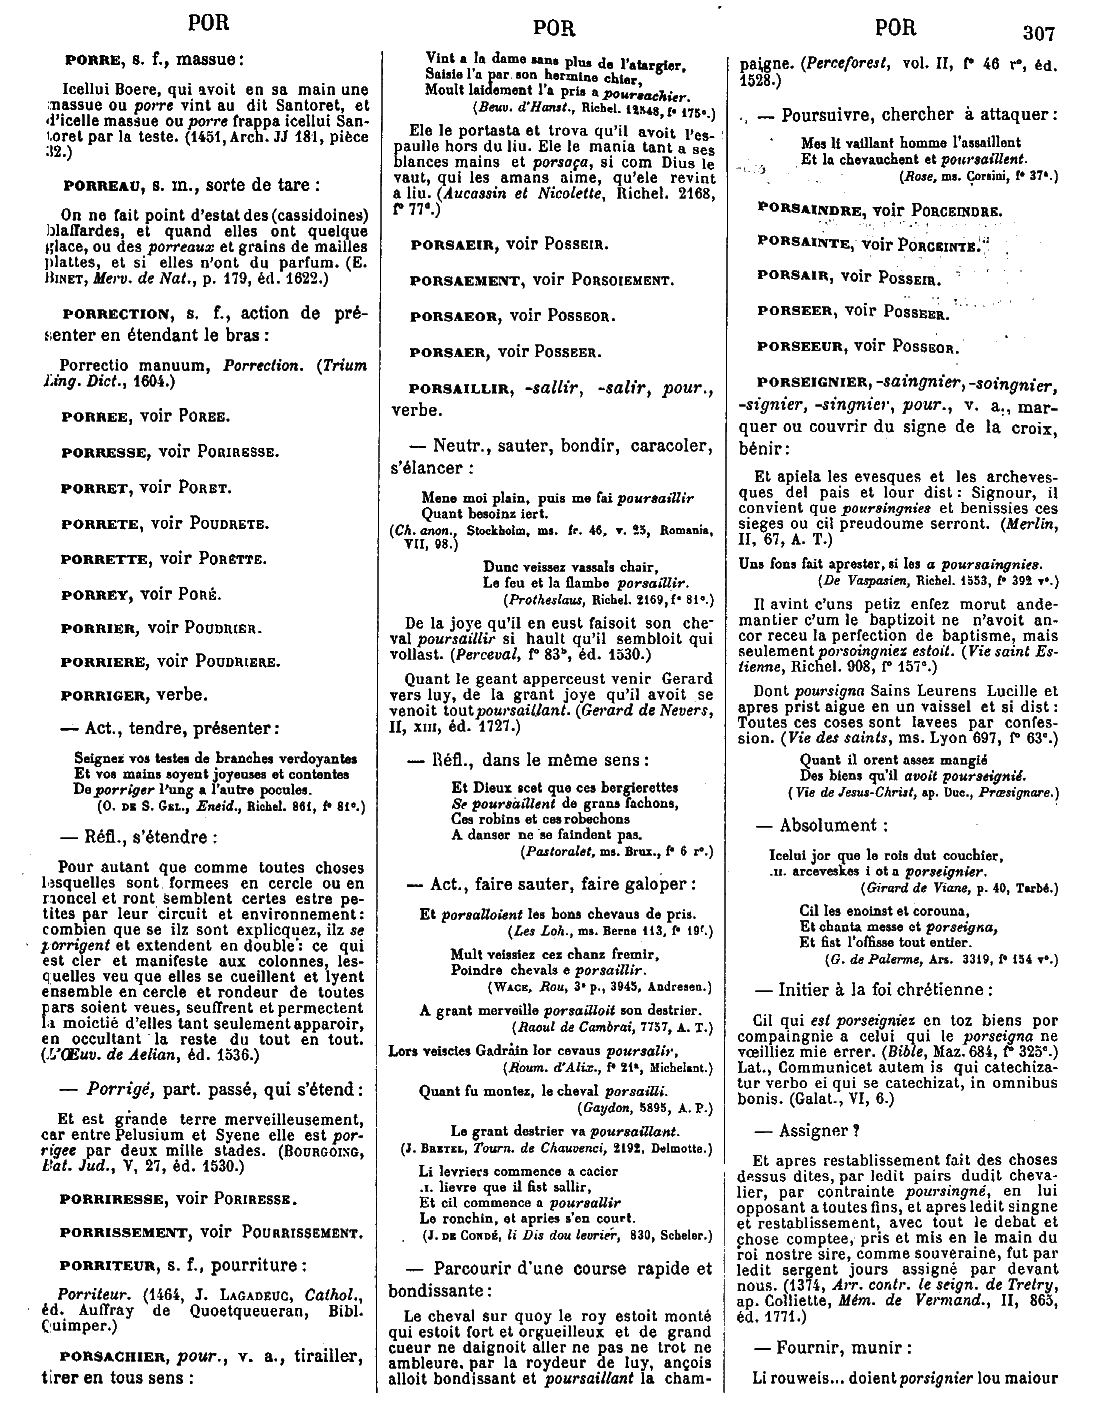 POR
POR
POR
307
PORRE, s. f., massue :
Icellui Boere, qui avoit en sa main une
massue ou porre vint au dit Santoret, et
d'icelle massue ou porre frappa icellui San-
toret par la teste. (1451, Arch. JJ 181, pièce
32.)
PORREAU, s. m., sorte de tare :
On ne fait point d'estat des (cassidoines)
blaffardes, et quand elles ont quelque
glace, ou des porreaux et grains de mailles
plattes, et si elles n'ont du parfum. (E.
BINET, Merv. de Nat., p. 179, éd. 1622.)
PORRECTION, s. f., action de pré-
senter en étendant le bras :
Porrectio manuum, Porrection. (Trium
Ling. Dict., 1604.)
PORREE, voir POREE.
PORRESSE, voir PORIRESSE.
PORRET, voir PORET.
PORRETE, voir POUDRETE.
PORRETTE, voir PORETTE.
PORREY, voir PORÉ.
PORRIER, voir POUDRIER.
PORRIERE, voir POUDRIERE.
PORRIGER, verbe.
— Act., tendre, présenter :
Seignez vos testes de branches verdoyantes
Et vos mains soyent joyeuses et contentes
De porriger l'ung a l'autre pocules.
(O. DE S. GEL., Eneid., Richel. 861, f° 81ᵉ.)
— Réfl., s'étendre :
Pour autant que comme toutes choses
lesquelles sont formees en cercle ou en
moncel et ront semblent certes estre pe-
tites par leur circuit et environnement :
combien que se ilz sont explicquez, ilz se
porrigent et extendent en double : ce qui
est cler et manifeste aux colonnes, les-
quelles veu que elles se cueillent et lyent
ensemble en cercle et rondeur de toutes
pars soient veues, seuffrent et permectent
la moictié d'elles tant seulement apparoir,
en occultant la reste du tout en tout.
(L'Œuv. de Aelian, éd. 1536.)
— Porrigé, part. passé, qui s'étend :
Et est grande terre merveilleusement,
car entre Pelusium et Syene elle est por-
rigee par deux mille stades. (BOURGOING,
Bat. Jud., V, 27, éd. 1530.)
PORRIRESSE, voir PORIRESSE.
PORRISSEMENT, voir POURRISSEMENT.
PORRITEUR, s. f., pourriture :
Porriteur. (1464, J. LAGADEUC, Cathol.,
éd. Auffray de Quoetqueueran, Bibl.
Quimper.)
PORSACHIER, pour., v. a., tirailler,
tirer en tous sens :
Vint a la dame sans plus de l'atargier,
Saisie l'a par son hermine chier,
Moult laidement l'a pris a poursachier.
(Beuv. d'Hanst., Richel. 12548, f° 175ᵉ.)
Ele le portasta et trova qu'il avoit l'es-
paulle hors du liu. Ele le mania tant a ses
blances mains et porsaça, si com Dius le
vaut, qui les amans aime, qu'ele revint
a liu. (Aucassin et Nicolette, Richel. 2168,
f° 77ᵈ.)
PORSAEIR, voir POSSEIR.
PORSAEMENT, voir PORSOIEMENT.
PORSAEOR, voir POSSEOR.
PORSAER, voir POSSEER.
PORSAILLIR, -sallir, -salir, pour.,
verbe.
— Neutr., sauter, bondir, caracoler,
s'élancer :
Mene moi plain, puis me fai poursaillir
Quant besoinz iert.
(Ch. anon., Stockholm, ms. fr. 46, v. 25, Romania,
VII, 98.)
Dunc veissez vassals chair,
Le feu et la flambe porsaillir.
(Protheslaus, Richel. 2169, f° 81ᵉ.)
De la joye qu'il en eust faisoit son che-
val poursaillir si hault qu'il sembloit qui
vollast. (Perceval, f° 83ᵇ, éd. 1530.)
Quant le geant apperceust venir Gerard
vers luy, de la grant joye qu'il avoit se
venoit tout poursaillant. (Gerard de Nevers,
II, XIII, éd. 1727.)
— Réfl., dans le même sens :
Et Dieux scet que ces bergierettes
Se poursaillent de grans fachons,
Ces robins et ces robechons
A danser ne se faindent pas.
(Pastoralet, ms. Brux., f° 6 r°.)
— Act., faire sauter, faire galoper :
Et porsalloient les bons chevaus de pris.
(Les Loh., ms. Berne 113, f° 19ᶠ.)
Mult veissiez cez chanz fremir,
Poindre chevals e porsaillir.
(WACE, Rou, 3ᵉ p., 3945, Andresen.)
A grant merveille porsailloit son destrier.
(Raoul de Cambrai, 7757, A. T.)
Lors veiscies Gadrain lor cevaus poursalir,
(Roum. d'Alix., f° 21ᵃ, Michelant.)
Quant fu montez, le cheval porsailli.
(Gaydon, 5895, A. P.)
Le grant destrier va poursaillant.
(J. BRETEL, Tourn. de Chauvenci, 2192, Delmotte.)
Li levriers commence a cacier
.I. lievre que il fist sallir,
Et cil commence a poursallir
Le ronchin, et apries s'en court.
(J. DE CONDÉ, li Dis dou levrier, 830, Scheler.)
— Parcourir d'une course rapide et
bondissante :
Le cheval sur quoy le roy estoit monté
qui estoit fort et orgueilleux et de grand
cueur ne daignoit aller ne pas ne trot ne
ambleure, par la roydeur de luy, ançois
alloit bondissant et poursaillant la cham-
paigne. (Perceforest, vol. II, f° 46 r°, éd.
1528.)
— Poursuivre, chercher à attaquer :
Mes li vaillant homme l'assaillent
Et la chevauchent et poursaillent.
(Rose, ms. Corsini, f° 37ᵃ.)
PORSAINDRE, voir PORCEINDRE.
PORSAINTE, voir PORCEINTE.
PORSAIR, voir POSSEIR.
PORSEER, voir POSSEER.
PORSEEUR, voir POSSEOR.
PORSEIGNIER, -saingnier, -soingnier,
-signier, -singnier, pour., v. a., mar-
quer ou couvrir du signe de la croix,
bénir :
Et apiela les evesques et les archeves-
ques del pais et lour dist : Signour, il
convient que poursingnies et benissies ces
sieges ou cil preudoume serront. (Merlin,
II, 67, A. T.)
Uns fons fait aprester, si les a poursaingnies.
(De Vaspasien, Richel. 1553, f° 392 v°.)
Il avint c'uns petiz enfez morut ande-
mantier c'um le baptizoit ne n'avoit an-
cor receu la perfection de baptisme, mais
seulement porsoingniez estoit. (Vie saint Es-
tienne, Richel. 908, f° 157ᵃ.)
Dont poursigna Sains Leurens Lucille et
apres prist aigue en un vaissel et si dist :
Toutes ces coses sont lavees par confes-
sion. (Vie des saints, ms. Lyon 697, f° 63ᵉ.)
Quant il orent assez mangié
Des biens qu'il avoit pourseignié.
(Vie de Jesus-Christ, ap. Duc., Præsignare.)
— Absolument :
Icelui jor que le rois dut couchier,
.II. arceveskes i ot a porseignier.
(Girard de Viane, p. 40, Tarbé.)
Cil les enoinst et corouna,
Et chanta messe et porseigna,
Et fist l'offisse tout entier.
(G. de Palerme, Ars. 3319, f° 154 v°.)
— Initier à la foi chrétienne :
Cil qui est porseigniez en toz biens por
compaingnie a celui qui le porseigna ne
vœilliez mie errer. (Bible, Maz. 684, f° 325ᵉ.)
Lat., Communicet autem is qui catechiza-
tur verbo ei qui se catechizat, in omnibus
bonis. (Galat., VI, 6.)
— Assigner ?
Et apres restablissement fait des choses
dessus dites, par ledit pairs dudit cheva-
lier, par contrainte poursingné, en lui
opposant a toutes fins, et apres ledit singne
et restablissement, avec tout le debat et
chose comptee, pris et mis en le main du
roi nostre sire, comme souveraine, fut par
ledit sergent jours assigné par devant
nous. (1374, Arr. contr. le seign. de Tretry,
ap. Colliette, Mém. de Vermand., II, 865,
éd. 1771.)
— Fournir, munir :
Li rouweis... doient porsignier lou maiour